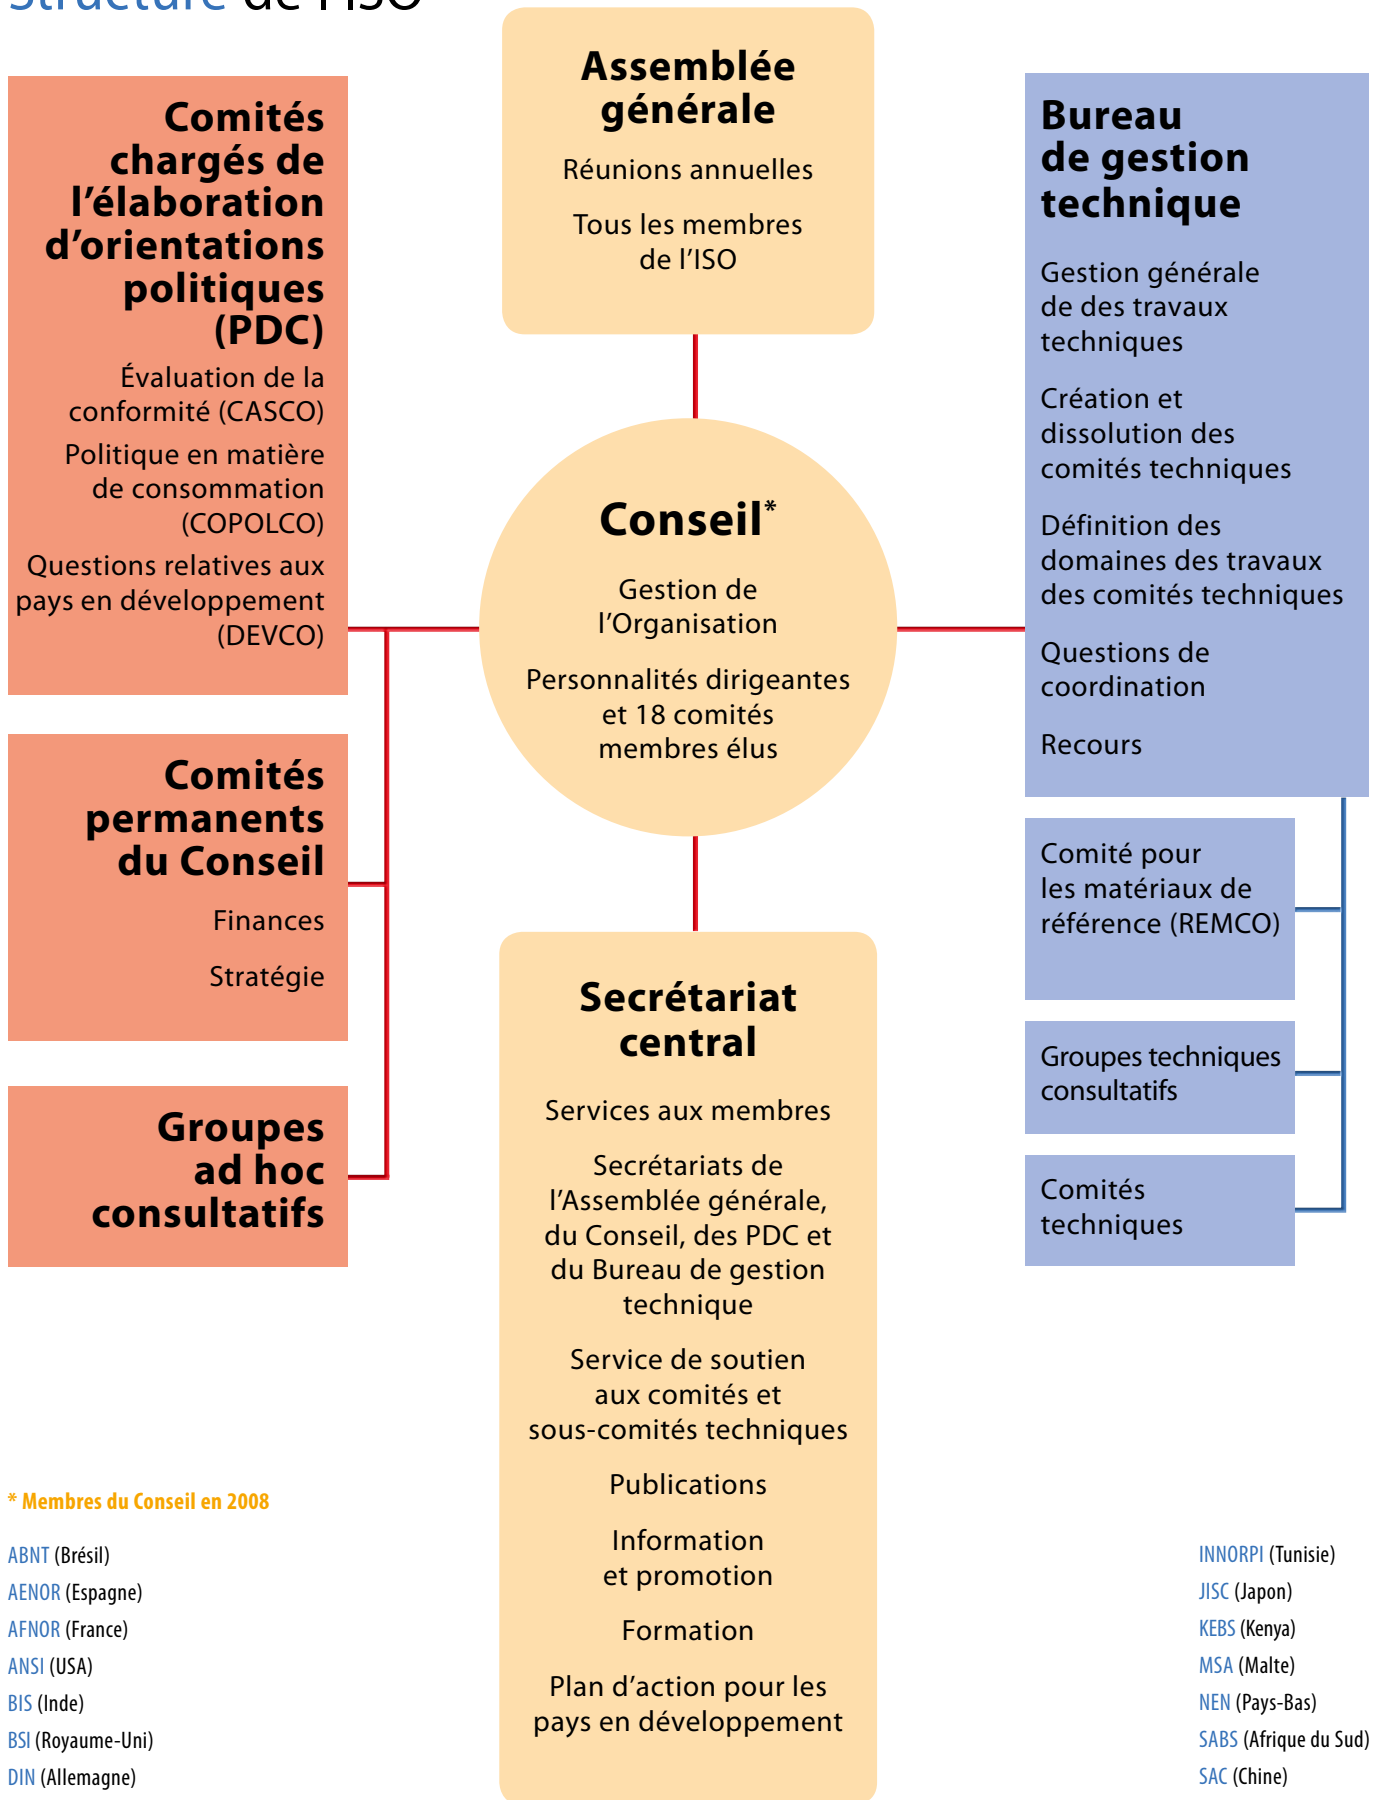 Structure de l'ISO
Assemblée
générale
Réunions annuelles
Tous les membres
de l'ISO
Comités
chargés de
l'élaboration
d'orientations
politiques
(PDC)
Évaluation de la
conformité (CASCO)
Politique en matière
de consommation
(COPOLCO)
Questions relatives aux
pays en développement
(DEVCO)
Comités
permanents
du Conseil
Finances
Stratégie
Groupes
ad hoc
consultatifs
Conseil*
Gestion de
l'Organisation
Personnalités dirigeantes
et 18 comités
membres élus
Secrétariat
central
Services aux membres
Secrétariats de
l'Assemblée générale,
du Conseil, des PDC et
du Bureau de gestion
technique
Service de soutien
aux comités et
sous-comités techniques
Publications
Information
et promotion
Formation
Plan d'action pour les
pays en développement
Bureau
de gestion
technique
Gestion générale
de des travaux
techniques
Création et
dissolution des
comités techniques
Définition des
domaines des travaux
des comités techniques
Questions de
coordination
Recours
Comité pour
les matériaux de
référence (REMCO)
Groupes techniques
consultatifs
Comités
techniques
* Membres du Conseil en 2008
ABNT (Brésil)
AENOR (Espagne)
AFNOR (France)
ANSI (USA)
BIS (Inde)
BSI (Royaume-Uni)
DIN (Allemagne)
INNORPI (Tunisie)
JISC (Japon)
KEBS (Kenya)
MSA (Malte)
NEN (Pays-Bas)
SABS (Afrique du Sud)
SAC (Chine)